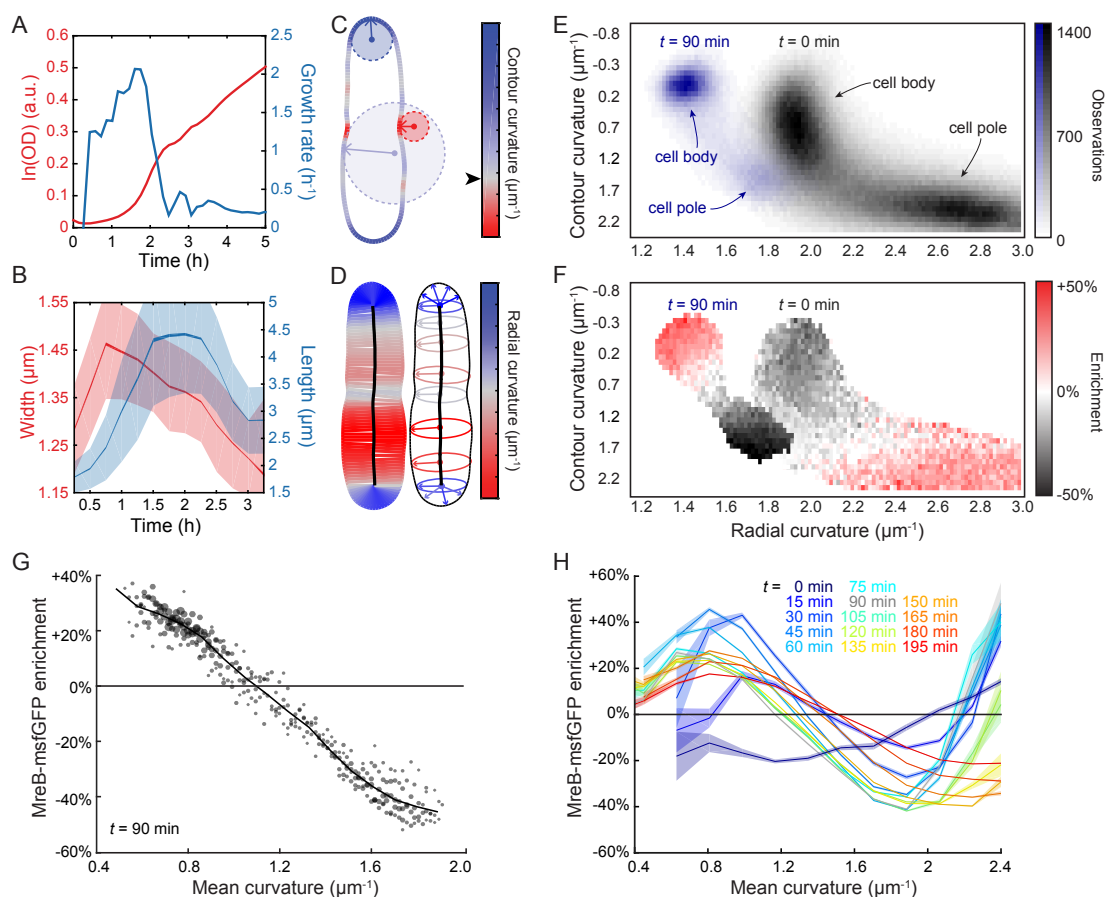 A
ln(OD) (a.u.)
0.6
0.5
0.4
0.3
0.2
0.1
0
0 1 2 3 4 5
Time (h)
2.5
2
1.5
1
0.5
0
Growth rate (h⁻¹)
B
Width (μm)
1.55
1.45
1.35
1.25
1.15
0.5 1 1.5 2 2.5 3
Time (h)
5
4.5
4
3.5
3
2.5
2
1.5
Length (μm)
C
Contour curvature (μm⁻¹)
D
Radial curvature (μm⁻¹)
E
Contour curvature (μm⁻¹)
-0.8
-0.3
0.2
0.7
1.2
1.7
2.2
t = 90 min
t = 0 min
cell body
cell body
cell pole
cell pole
1.2 1.4 1.6 1.8 2.0 2.2 2.4 2.6 2.8 3.0
1400
700
0
Observations
F
Contour curvature (μm⁻¹)
-0.8
-0.3
0.2
0.7
1.2
1.7
2.2
t = 90 min
t = 0 min
1.2 1.4 1.6 1.8 2.0 2.2 2.4 2.6 2.8 3.0
Radial curvature (μm⁻¹)
+50%
0%
-50%
Enrichment
G
MreB-msfGFP enrichment
+40%
+20%
0%
-20%
-40%
-60%
t = 90 min
0.4 0.8 1.2 1.6 2.0
Mean curvature (μm⁻¹)
H
MreB-msfGFP enrichment
+60%
+40%
+20%
0%
-20%
-40%
-60%
t = 0 min 75 min
15 min 90 min 150 min
30 min 105 min 165 min
45 min 120 min 180 min
60 min 135 min 195 min
0.4 0.8 1.2 1.6 2 2.4
Mean curvature (μm⁻¹)